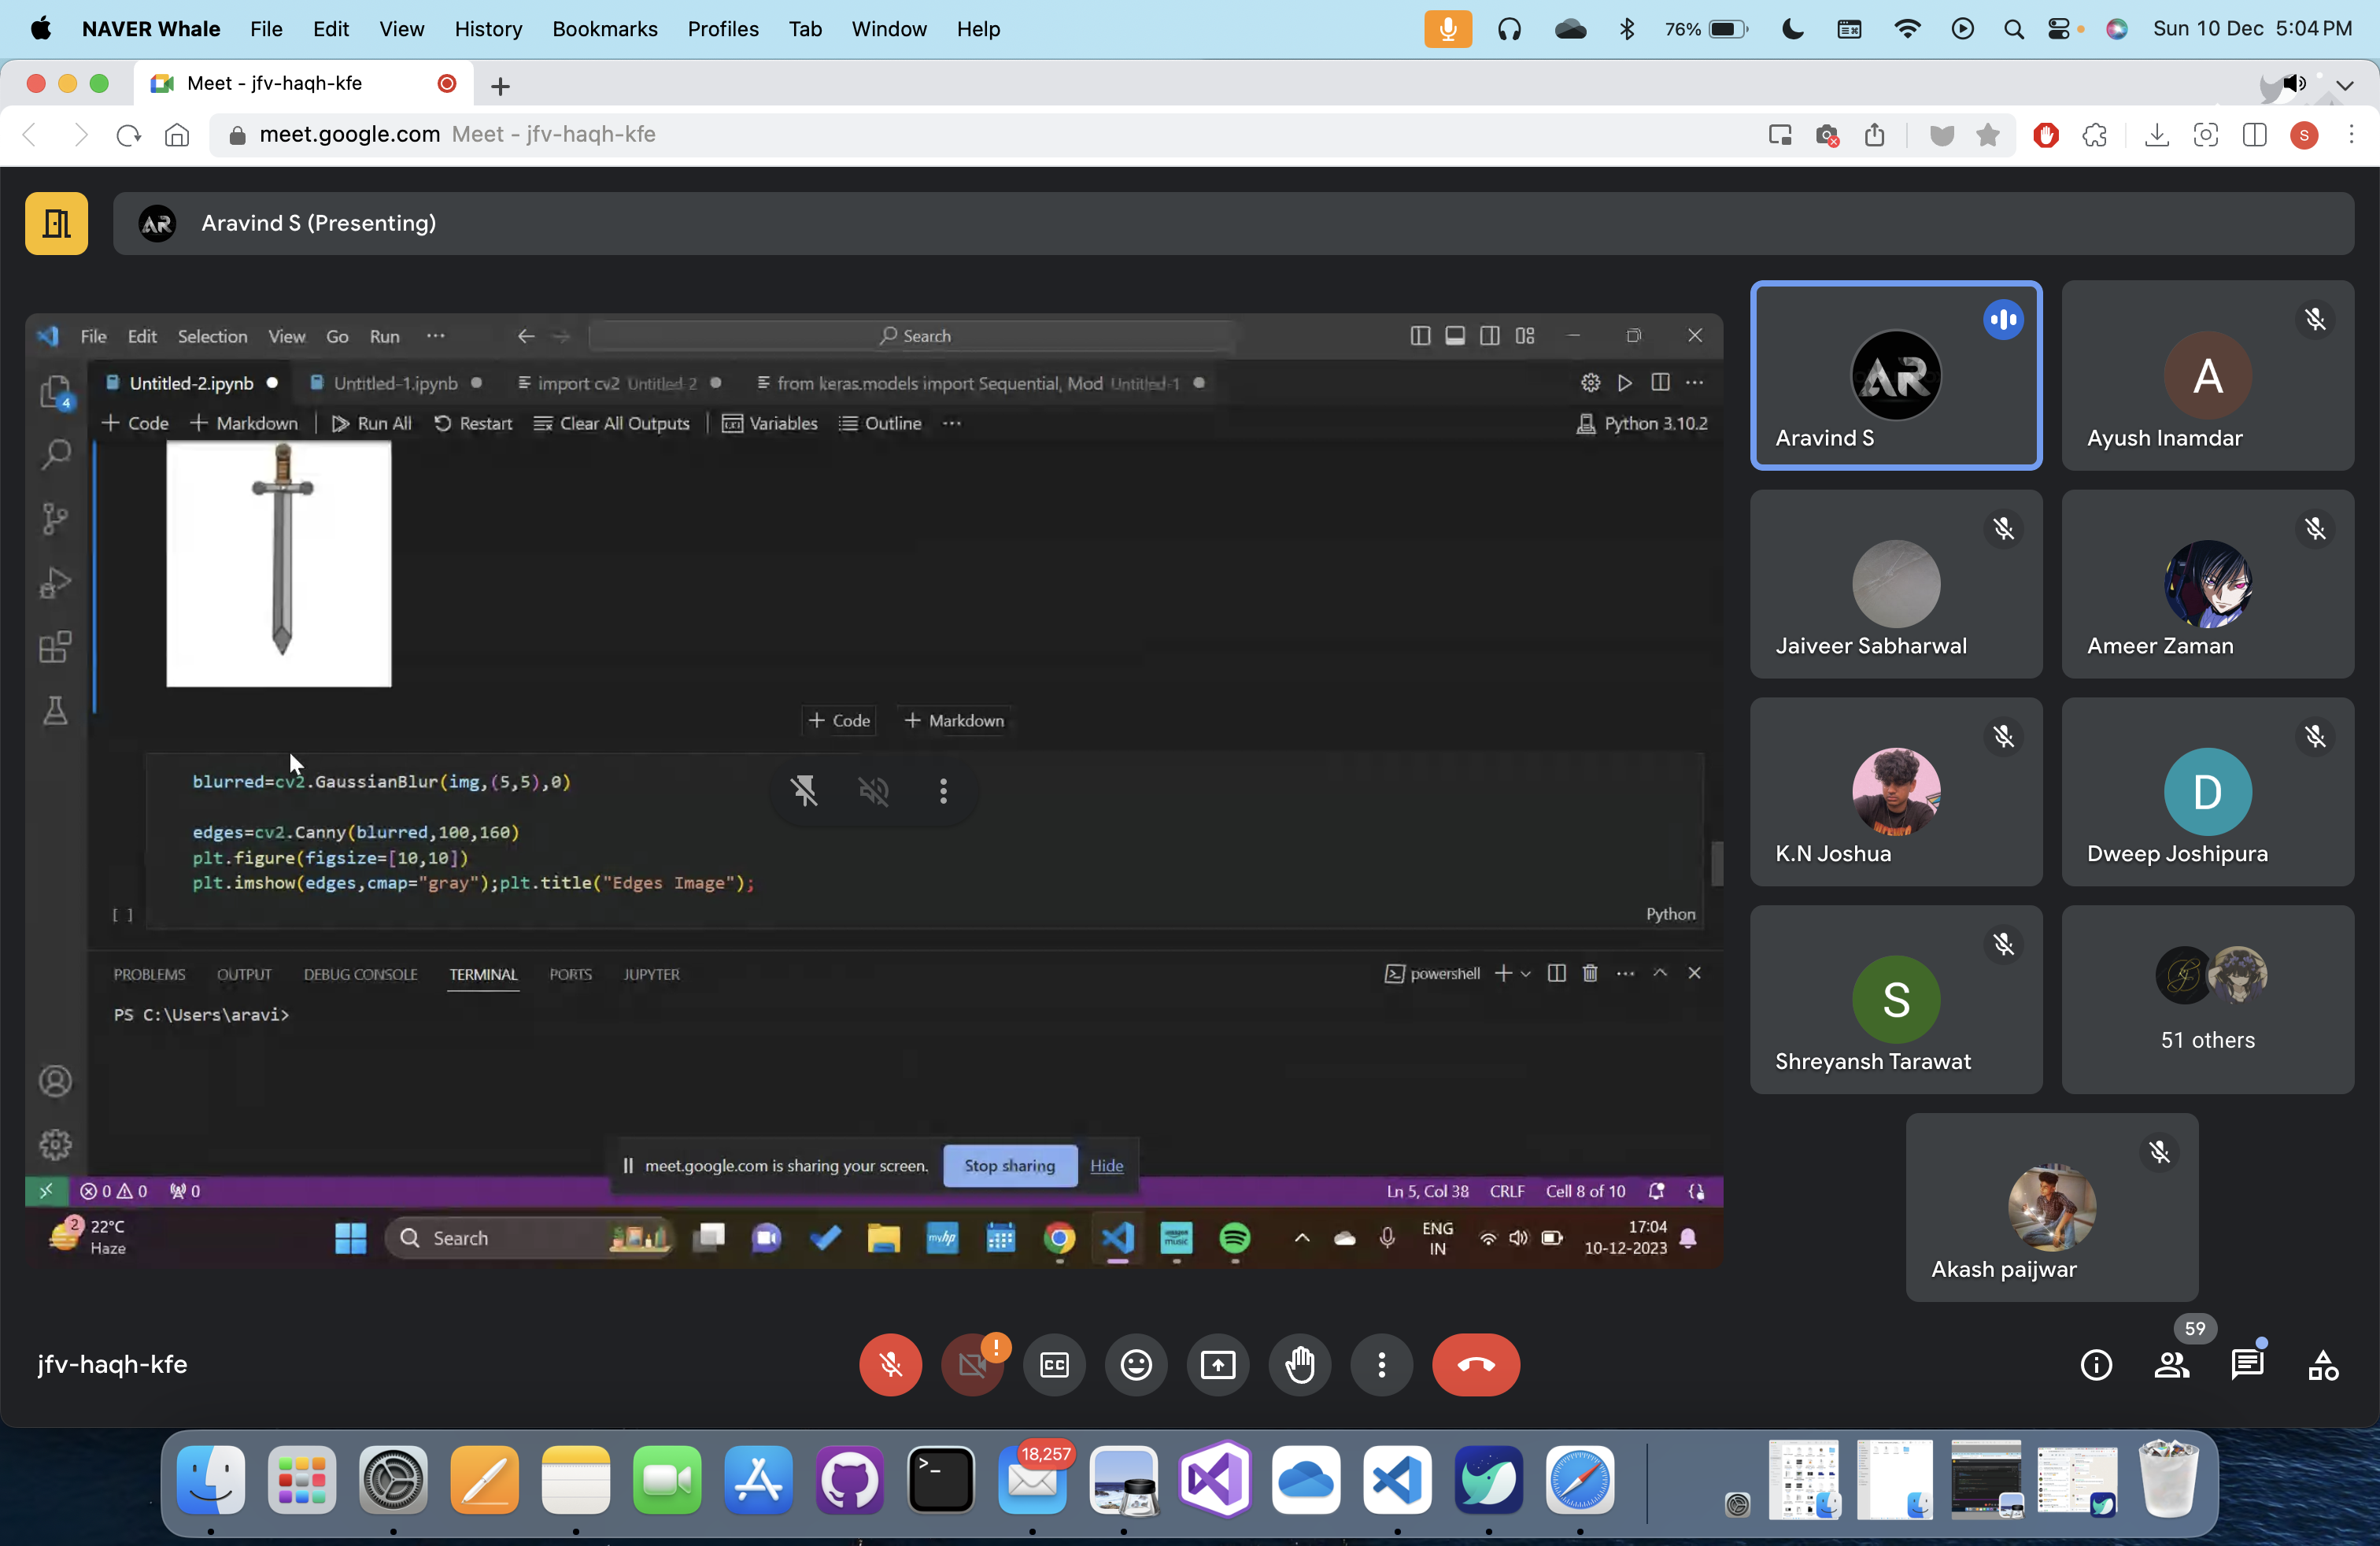 NAVER Whale File Edit View History Bookmarks Profiles Tab Window Help 76% Sun 10 Dec 5:04 PM
Meet - jfv-haqh-kfe
meet.google.com Meet - jfv-haqh-kfe S
AR Aravind S (Presenting)
File Edit Selection View Go Run ··· Search
4 Untitled-2.ipynb Untitled-1.ipynb import cv2 Untitled-2 from keras.models import Sequential, Mod Untitled-1
+ Code + Markdown Run All Restart Clear All Outputs Variables Outline ··· Python 3.10.2
+ Code + Markdown
blurred=cv2.GaussianBlur(img,(5,5),0)
edges=cv2.Canny(blurred,100,160)
plt.figure(figsize=[10,10])
plt.imshow(edges,cmap="gray");plt.title("Edges Image");
[ ] Python
PROBLEMS OUTPUT DEBUG CONSOLE TERMINAL PORTS JUPYTER powershell
PS C:\Users\aravi>
meet.google.com is sharing your screen. Stop sharing Hide
0 0 0 Ln 5, Col 38 CRLF Cell 8 of 10
2 22°C
Haze
Search
myhp
amazon
music
ENG
IN
17:04
10-12-2023
AR
Aravind S
A
Ayush Inamdar
Jaiveer Sabharwal
Ameer Zaman
K.N Joshua
D
Dweep Joshipura
S
Shreyansh Tarawat
51 others
Akash paijwar
jfv-haqh-kfe
!
CC
59
18,257